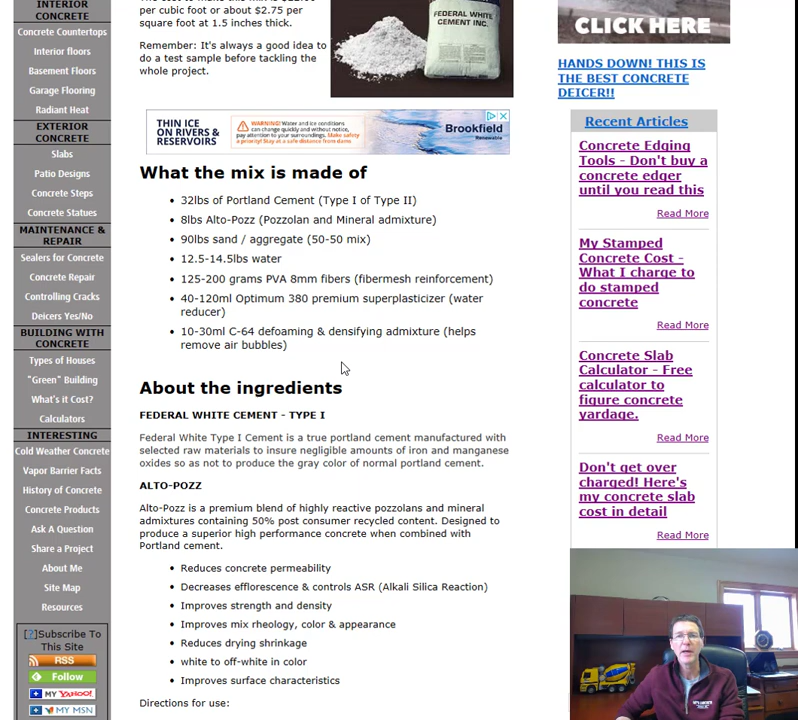 INTERIOR
CONCRETE
Concrete Countertops
Interior floors
Basement Floors
Garage Flooring
Radiant Heat
EXTERIOR
CONCRETE
Slabs
Patio Designs
Concrete Steps
Concrete Statues
MAINTENANCE &
REPAIR
Sealers for Concrete
Concrete Repair
Controlling Cracks
Deicers Yes/No
BUILDING WITH
CONCRETE
Types of Houses
"Green" Building
What's it Cost?
Calculators
INTERESTING
Cold Weather Concrete
Vapor Barrier Facts
History of Concrete
Concrete Products
Ask A Question
Share a Project
About Me
Site Map
Resources
[?]Subscribe To
This Site
RSS
Follow
MY YAHOO!
MY MSN
per cubic foot or about $2.75 per
square foot at 1.5 inches thick.
Remember: It's always a good idea to
do a test sample before tackling the
whole project.
FEDERAL WHITE
CEMENT INC.
THIN ICE
ON RIVERS &
RESERVOIRS
WARNING! Water and ice conditions
can change quickly and without notice,
pay attention to your surroundings. Make safety
a priority! Stay at a safe distance from dams.
Brookfield
Renewable
What the mix is made of
32lbs of Portland Cement (Type I of Type II)
8lbs Alto-Pozz (Pozzolan and Mineral admixture)
90lbs sand / aggregate (50-50 mix)
12.5-14.5lbs water
125-200 grams PVA 8mm fibers (fibermesh reinforcement)
40-120ml Optimum 380 premium superplasticizer (water
reducer)
10-30ml C-64 defoaming & densifying admixture (helps
remove air bubbles)
About the ingredients
FEDERAL WHITE CEMENT - TYPE I
Federal White Type I Cement is a true portland cement manufactured with
selected raw materials to insure negligible amounts of iron and manganese
oxides so as not to produce the gray color of normal portland cement.
ALTO-POZZ
Alto-Pozz is a premium blend of highly reactive pozzolans and mineral
admixtures containing 50% post consumer recycled content. Designed to
produce a superior high performance concrete when combined with
Portland cement.
Reduces concrete permeability
Decreases efflorescence & controls ASR (Alkali Silica Reaction)
Improves strength and density
Improves mix rheology, color & appearance
Reduces drying shrinkage
white to off-white in color
Improves surface characteristics
Directions for use:
CLICK HERE
HANDS DOWN! THIS IS
THE BEST CONCRETE
DEICER!!
Recent Articles
Concrete Edging
Tools - Don't buy a
concrete edger
until you read this
Read More
My Stamped
Concrete Cost -
What I charge to
do stamped
concrete
Read More
Concrete Slab
Calculator - Free
calculator to
figure concrete
yardage.
Read More
Don't get over
charged! Here's
my concrete slab
cost in detail
Read More